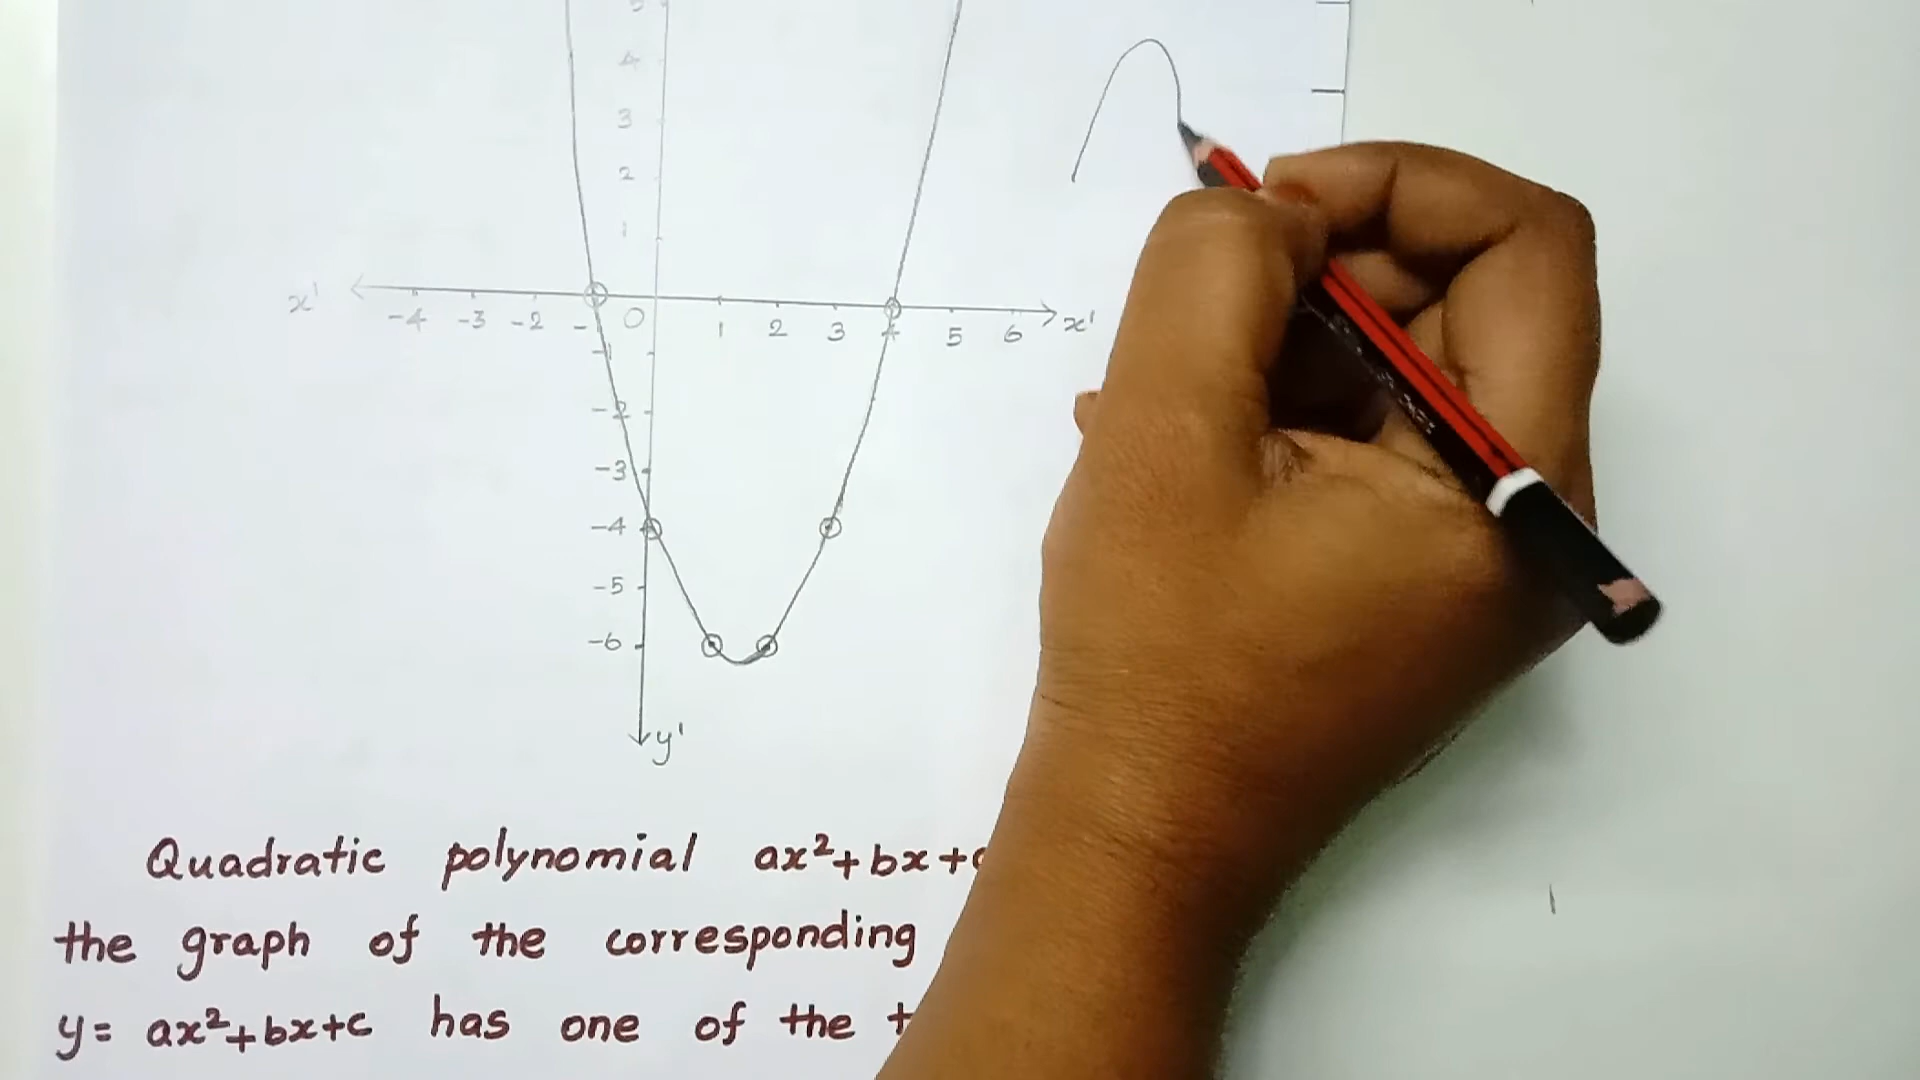 5
4
3
2
1
x' -4 -3 -2 - 0 1 2 3 4 5 6 x'
-1
-2
-3
-4
-5
-6
y'
Quadratic polynomial ax²+bx+c
the graph of the corresponding
y= ax²+bx+c has one of the